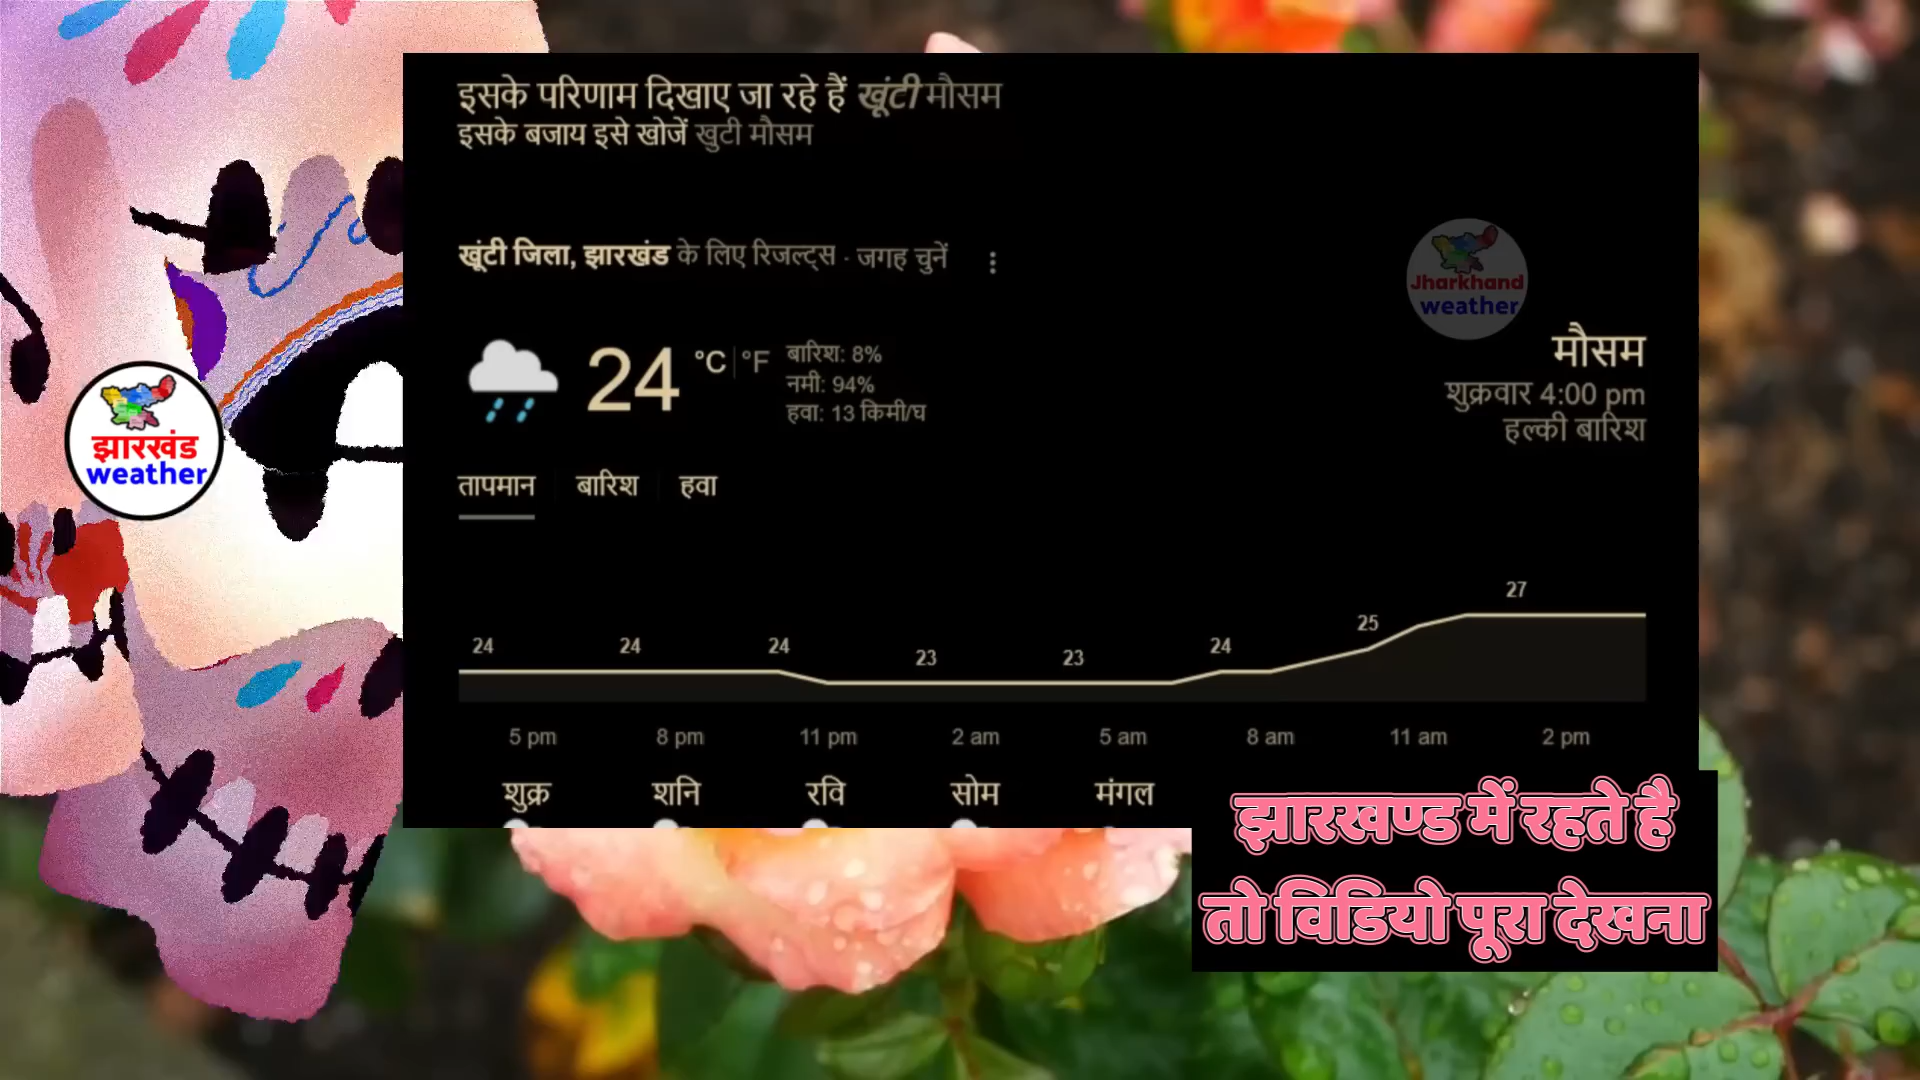 इसके परिणाम दिखाए जा रहे हैं खूंटी मौसम
इसके बजाय इसे खोजें खुटी मौसम
खूंटी जिला, झारखंड के लिए रिजल्ट्स · जगह चुनें
Jharkhand
weather
24 °C | °F
बारिश: 8%
नमी: 94%
हवा: 13 किमी/घ
मौसम
शुक्रवार 4:00 pm
हल्की बारिश
झारखंड
weather
तापमान बारिश हवा
24 24 24 23 23 24 25 27
5 pm 8 pm 11 pm 2 am 5 am 8 am 11 am 2 pm
शुक्र शनि रवि सोम मंगल
झारखण्ड में रहते है
तो विडियो पूरा देखना